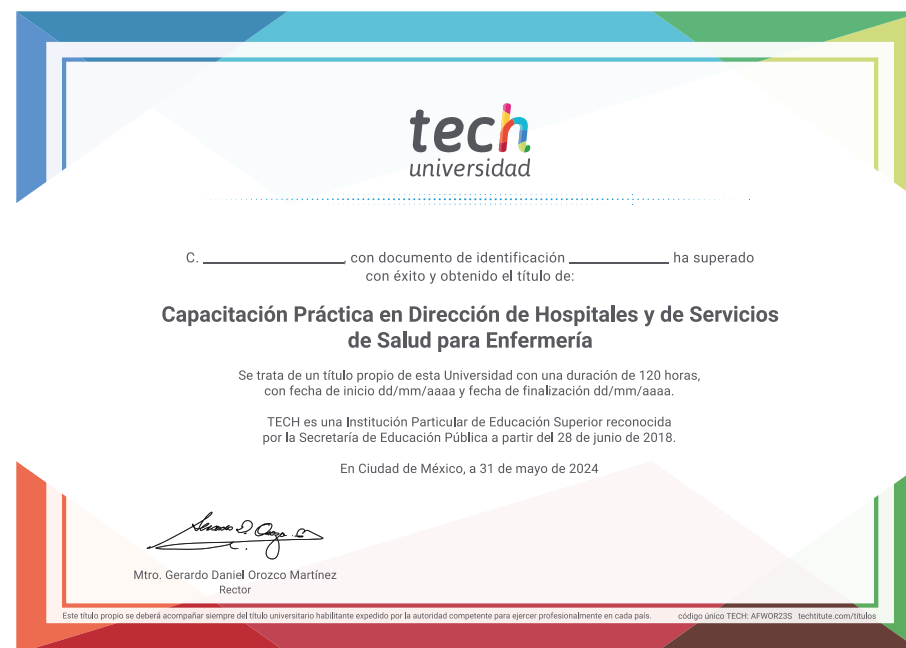 tech
universidad
C. ____________, con documento de identificación ____________ ha superado
con éxito y obtenido el título de:
Capacitación Práctica en Dirección de Hospitales y de Servicios
de Salud para Enfermería
Se trata de un título propio de esta Universidad con una duración de 120 horas,
con fecha de inicio dd/mm/aaaa y fecha de finalización dd/mm/aaaa.
TECH es una Institución Particular de Educación Superior reconocida
por la Secretaría de Educación Pública a partir del 28 de junio de 2018.
En Ciudad de México, a 31 de mayo de 2024
Mtro. Gerardo Daniel Orozco Martínez
Rector
Este título propio se deberá acompañar siempre del título universitario habilitante expedido por la autoridad competente para ejercer profesionalmente en cada país. código único TECH: AFWOR23S techtitute.com/titulos